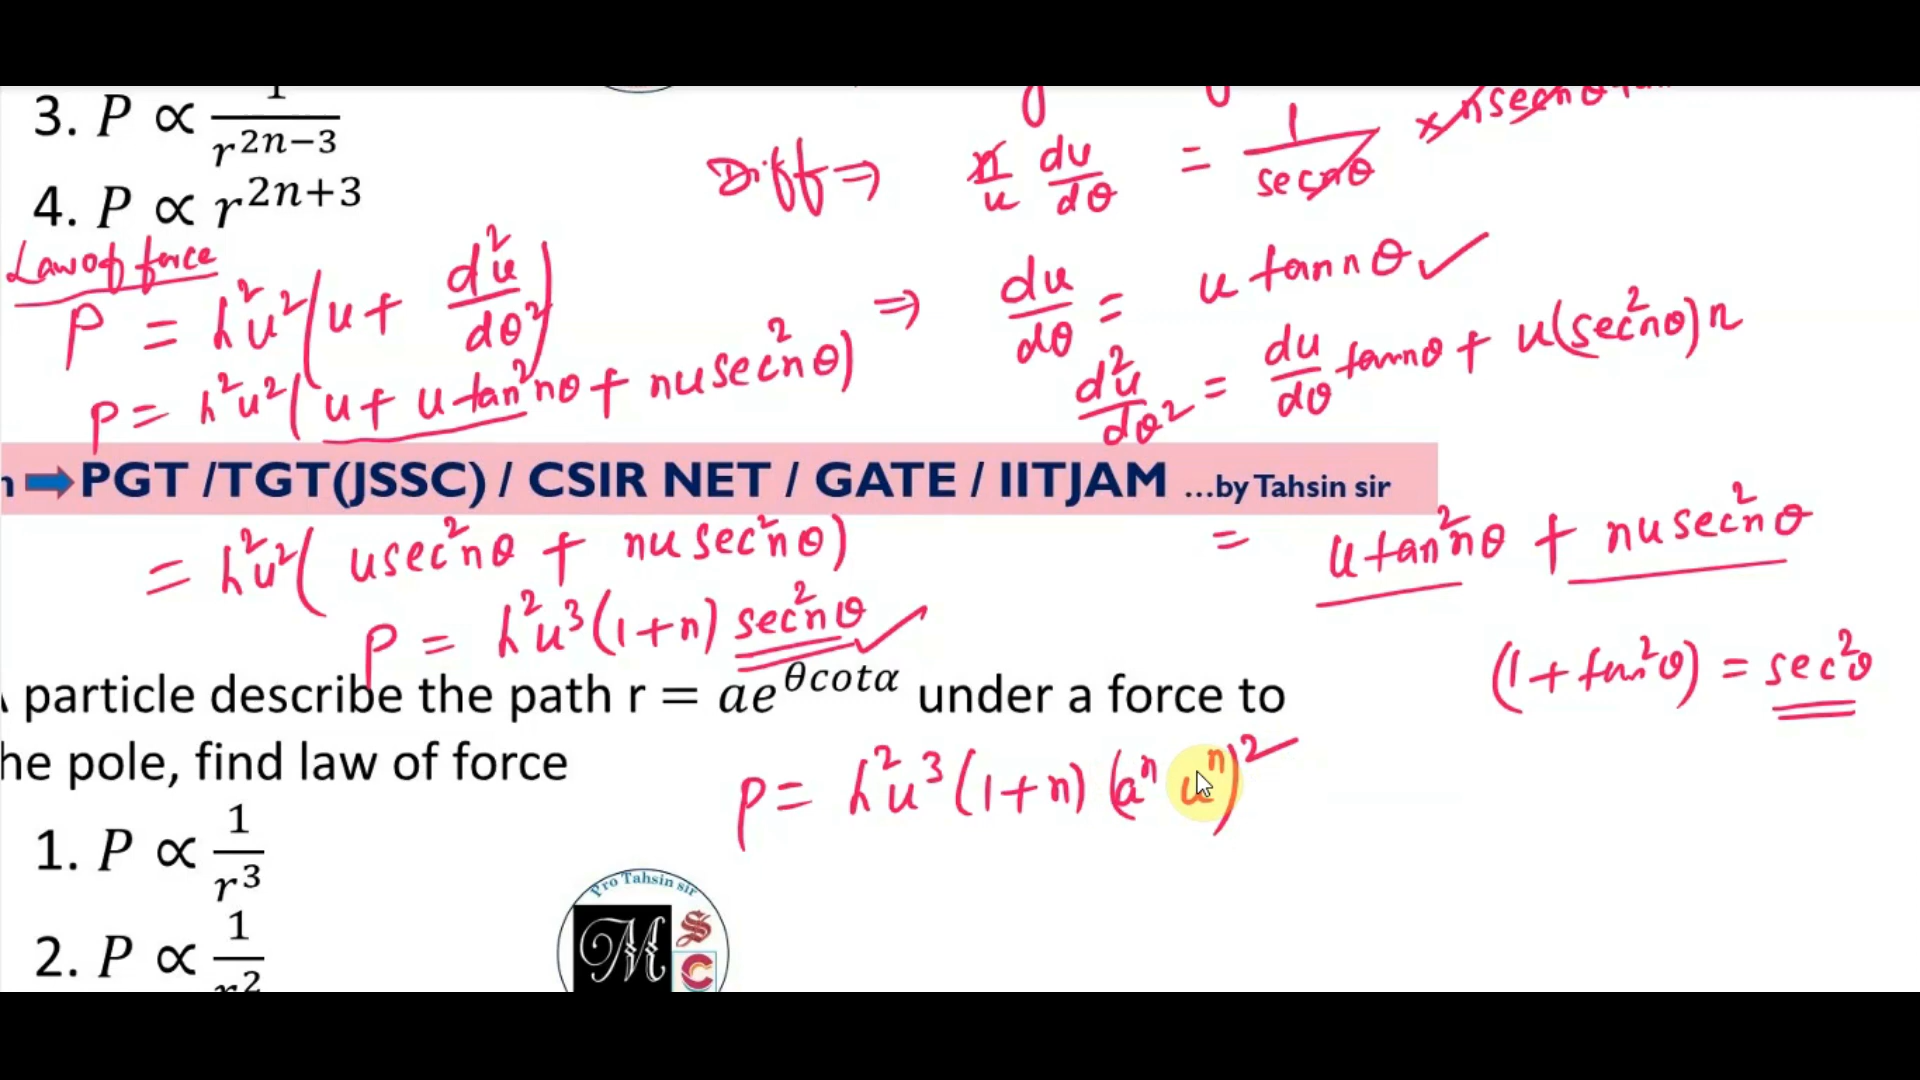 3. P ∝ 1/r^{2n−3}
4. P ∝ r^{2n+3}
Diff ⇒ n/u du/dθ = 1/secnθ × nsecnθ
Law of force
P = h²u²(u + d²u/dθ²)
⇒ du/dθ = u tan nθ ✓
P = h²u²(u + u tan²nθ + nu sec²nθ)
d²u/dθ² = du/dθ tan nθ + u(sec²nθ)n
n ➡ PGT /TGT(JSSC) / CSIR NET / GATE / IITJAM ...by Tahsin sir
= h²u²(u sec²nθ + nu sec²nθ)
= u tan²nθ + nu sec²nθ
P = h²u³(1+n) sec²nθ ✓
(1 + tan²θ) = sec²θ
particle describe the path r = ae^{θcotα} under a force to
he pole, find law of force
P = h²u³(1+n)(aⁿ uⁿ)²
1. P ∝ 1/r³
2. P ∝ 1/r²
Pro Tahsin sir
M S C